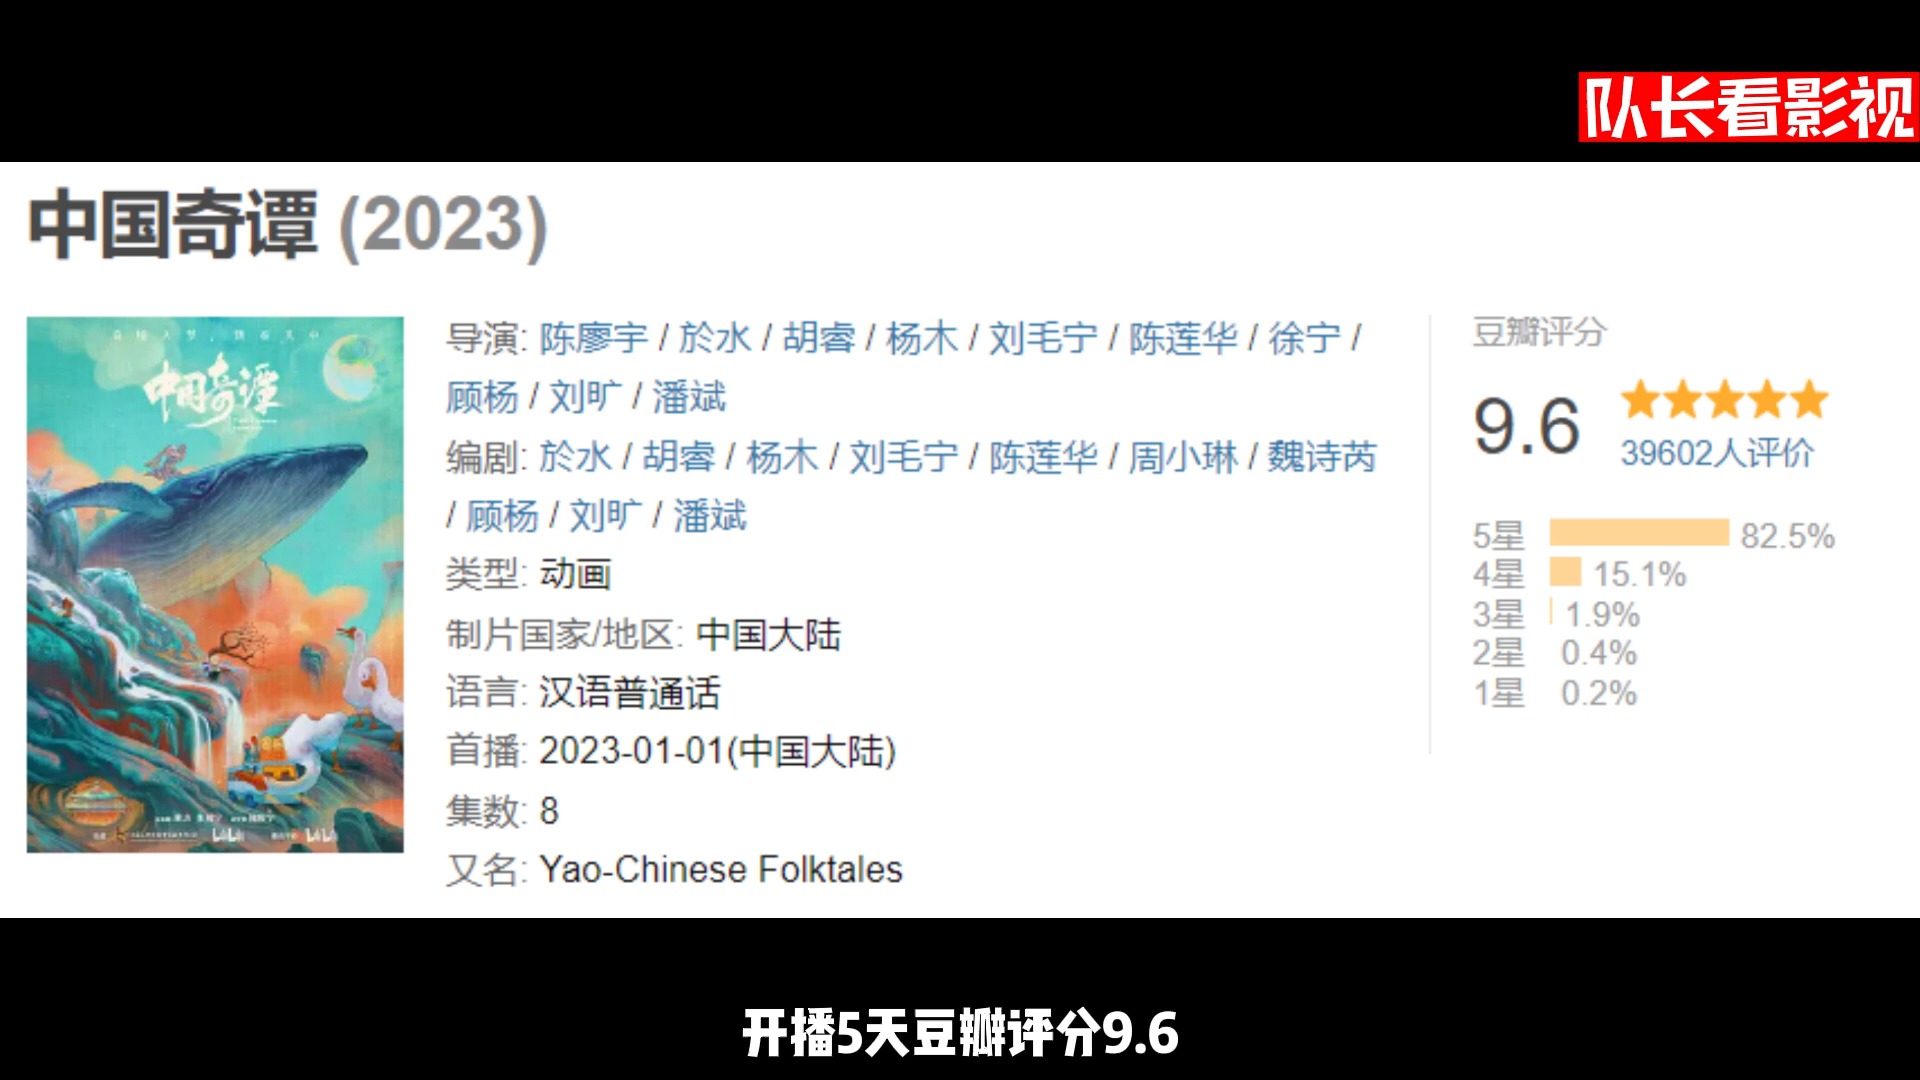 队长看影视
中国奇谭 (2023)
中国奇谭
导演: 陈廖宇 / 於水 / 胡睿 / 杨木 / 刘毛宁 / 陈莲华 / 徐宁 /
顾杨 / 刘旷 / 潘斌
编剧: 於水 / 胡睿 / 杨木 / 刘毛宁 / 陈莲华 / 周小琳 / 魏诗芮
/ 顾杨 / 刘旷 / 潘斌
类型: 动画
制片国家/地区: 中国大陆
语言: 汉语普通话
首播: 2023-01-01(中国大陆)
集数: 8
又名: Yao-Chinese Folktales
豆瓣评分
9.6
39602人评价
5星 82.5%
4星 15.1%
3星 1.9%
2星 0.4%
1星 0.2%
开播5天豆瓣评分9.6